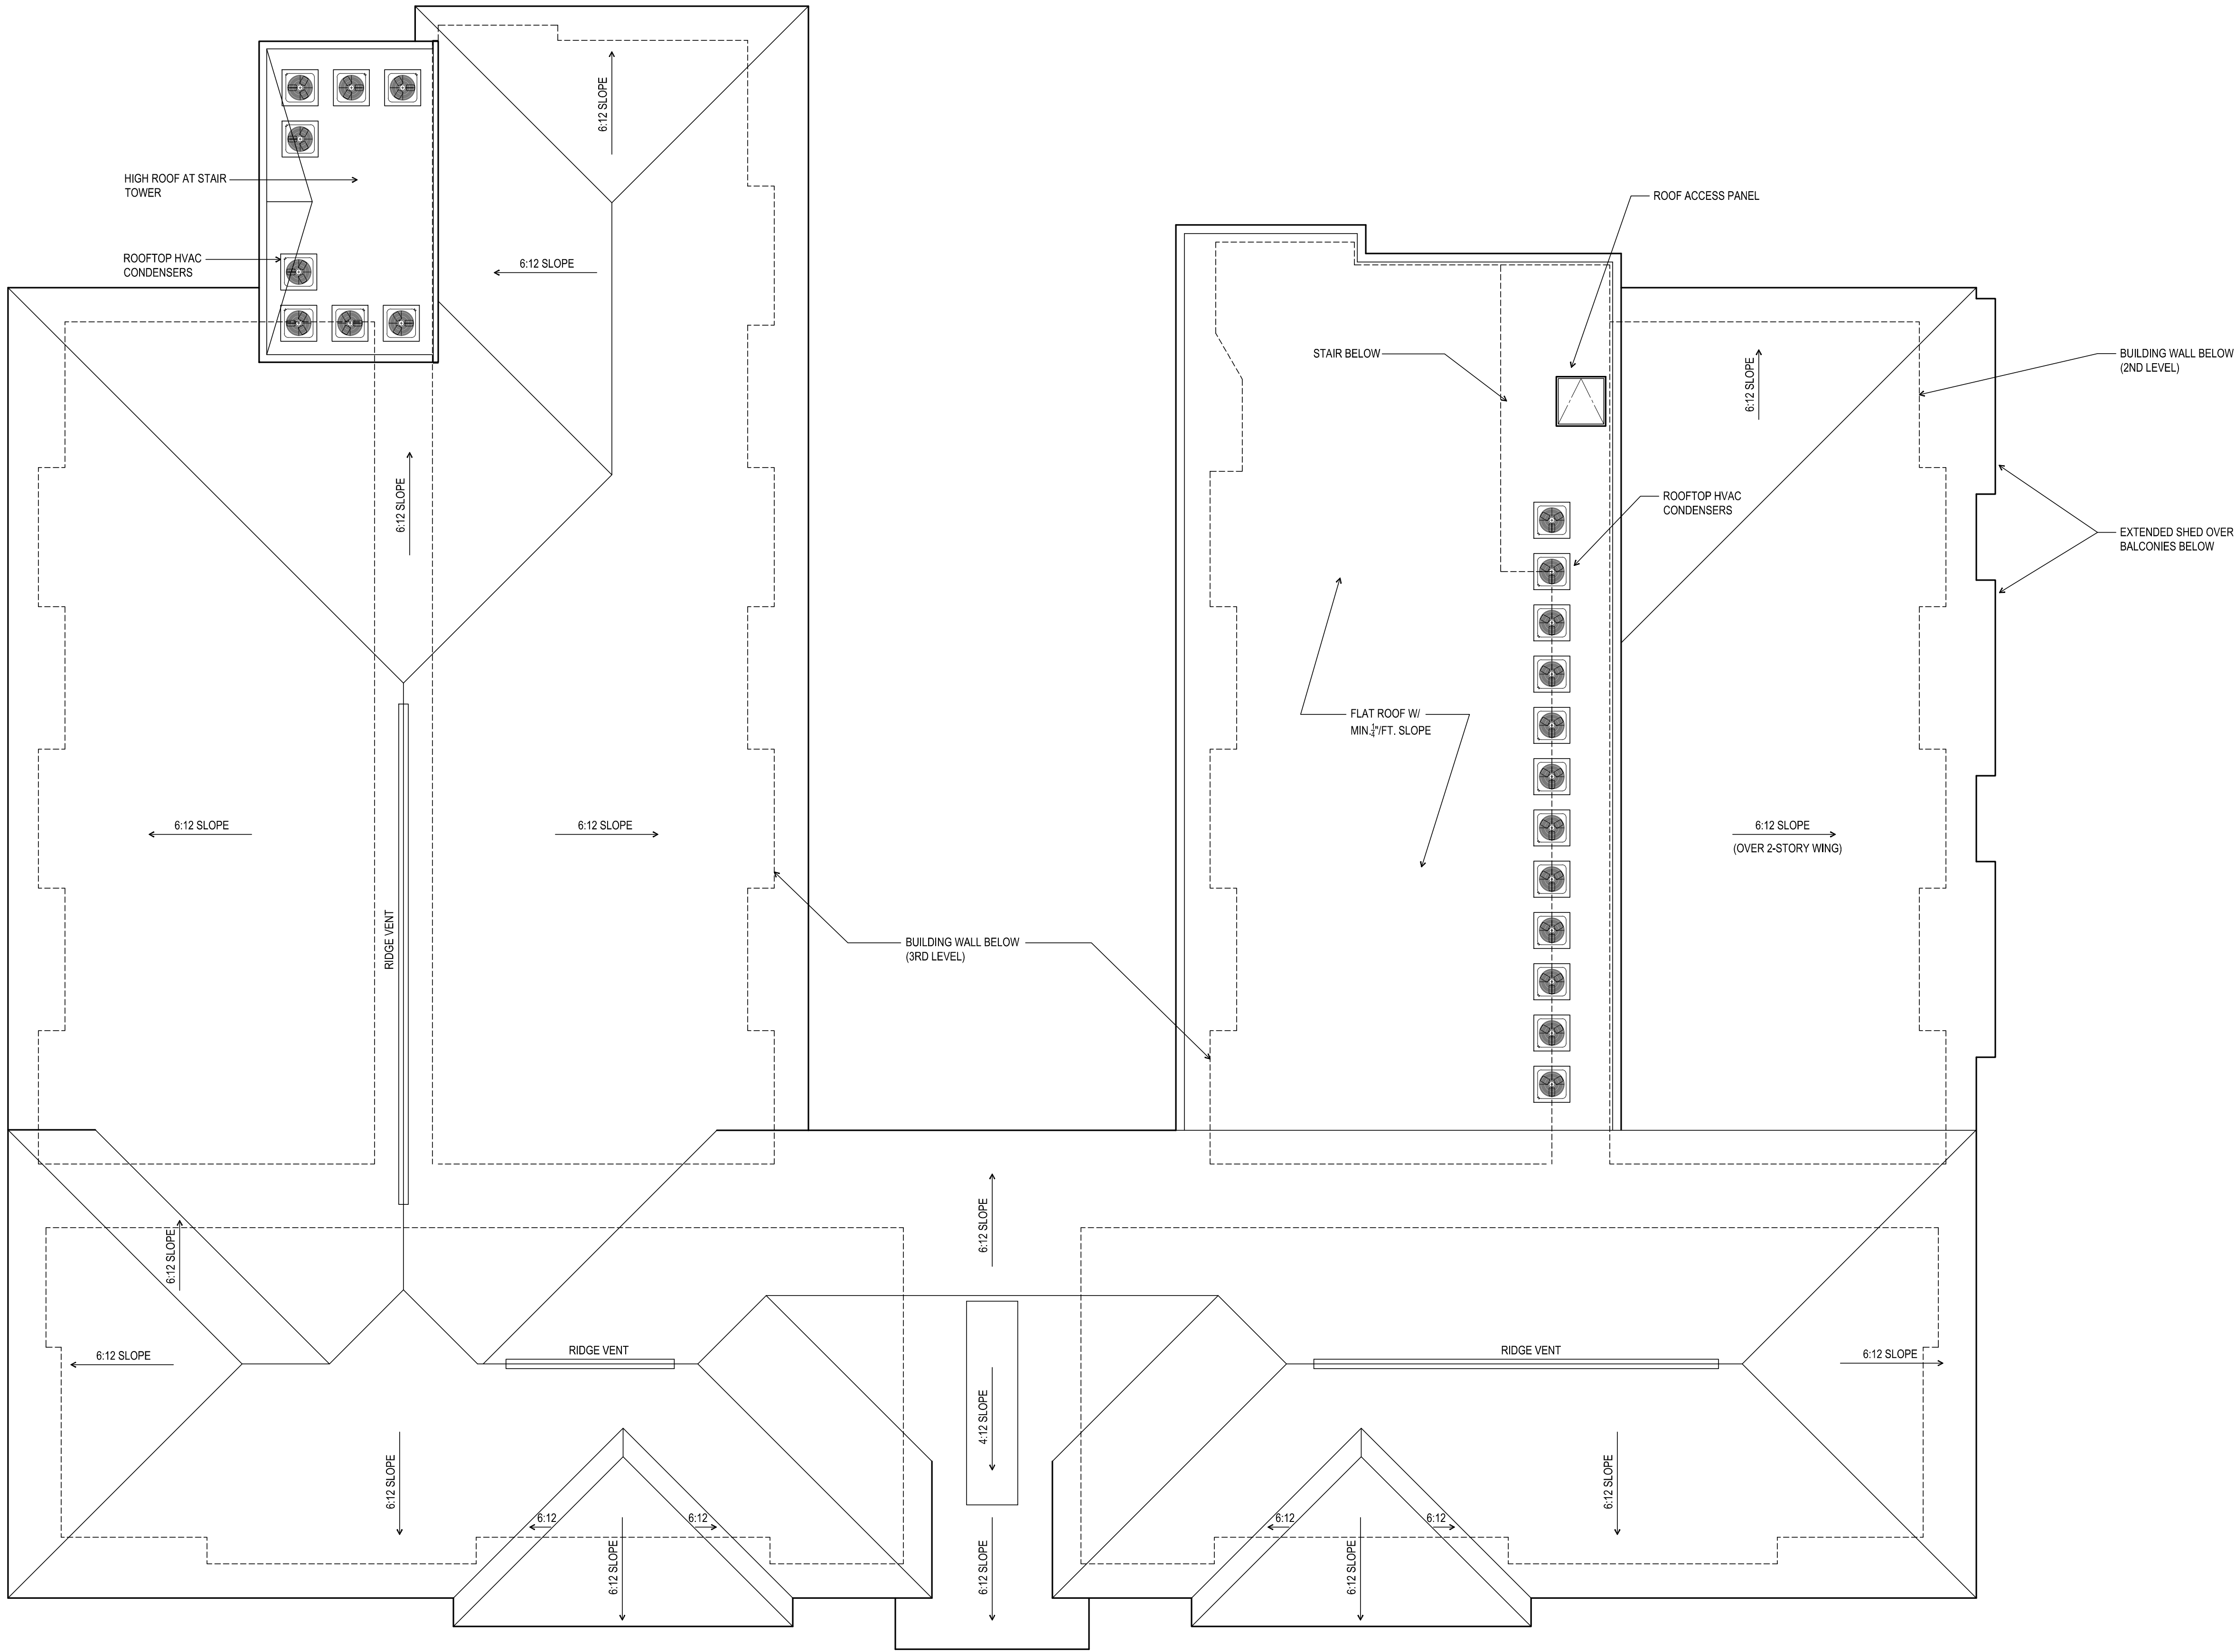 6:12 SLOPE
HIGH ROOF AT STAIR
TOWER
ROOFTOP HVAC
CONDENSERS
6:12 SLOPE
ROOF ACCESS PANEL
STAIR BELOW
6:12 SLOPE
BUILDING WALL BELOW
(2ND LEVEL)
6:12 SLOPE
ROOFTOP HVAC
CONDENSERS
EXTENDED SHED OVER
BALCONIES BELOW
FLAT ROOF W/
MIN.1/4"/FT. SLOPE
6:12 SLOPE
6:12 SLOPE
6:12 SLOPE
(OVER 2-STORY WING)
RIDGE VENT
BUILDING WALL BELOW
(3RD LEVEL)
6:12 SLOPE
6:12 SLOPE
6:12 SLOPE
RIDGE VENT
RIDGE VENT
6:12 SLOPE
4:12 SLOPE
6:12 SLOPE
6:12 SLOPE
6:12
6:12
6:12
6:12
6:12 SLOPE
6:12 SLOPE
6:12 SLOPE